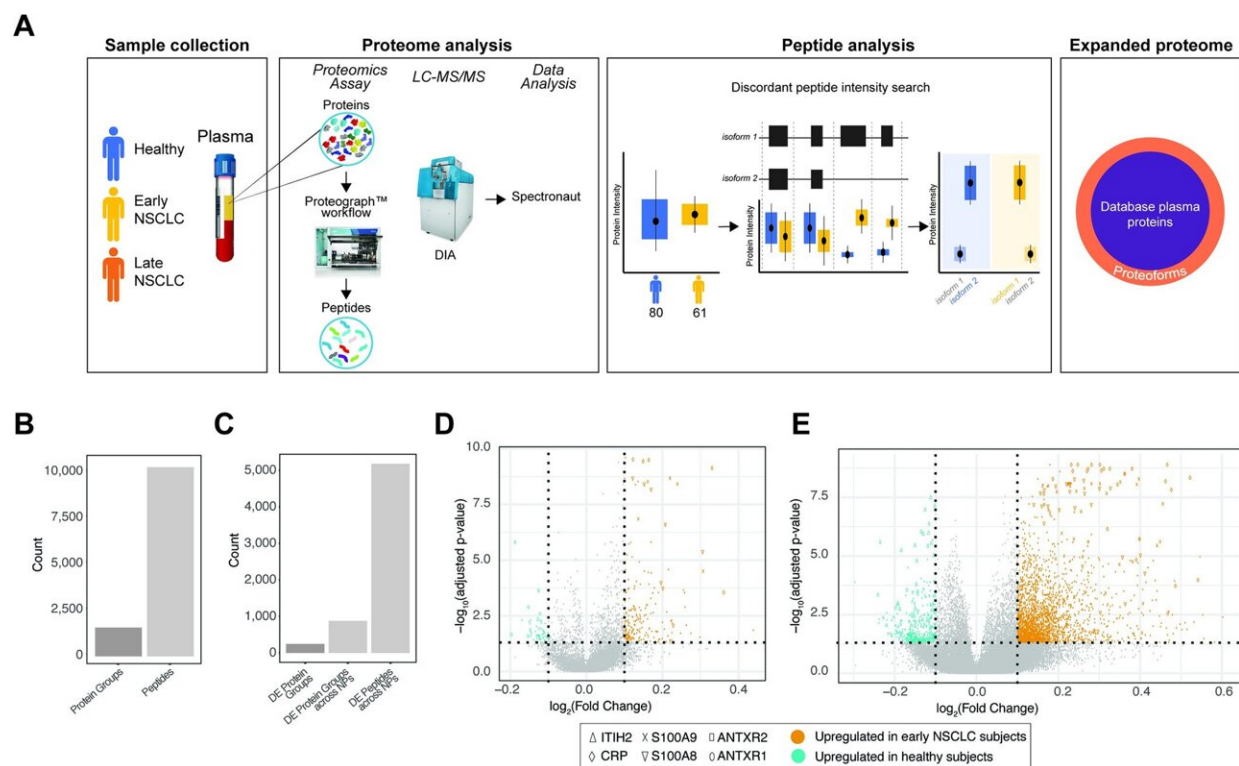 A
Sample collection
Healthy
Early
NSCLC
Late
NSCLC
Plasma
Proteome analysis
Proteomics
Assay
LC-MS/MS
Data
Analysis
Proteins
Proteograph™
workflow
Peptides
DIA
Spectronaut
Peptide analysis
Discordant peptide intensity search
isoform 1
isoform 2
Protein Intensity
80
61
Protein Intensity
Protein Intensity
isoform 1
isoform 2
isoform 1
isoform 2
Expanded proteome
Database plasma
proteins
Proteoforms
B
Count
10,000
7,500
5,000
2,500
0
Protein Groups
Peptides
C
Count
5,000
4,000
3,000
2,000
1,000
0
DE Protein
Groups
DE Protein Groups
across NPs
DE Peptides
across NPs
D
−log10(adjusted p-value)
10.0
7.5
5.0
2.5
0.0
−0.2
0.0
0.2
0.4
log2(Fold Change)
E
−log10(adjusted p-value)
7.5
5.0
2.5
0.0
−0.2
0.0
0.2
0.4
0.6
log2(Fold Change)
ITIH2
S100A9
ANTXR2
CRP
S100A8
ANTXR1
Upregulated in early NSCLC subjects
Upregulated in healthy subjects